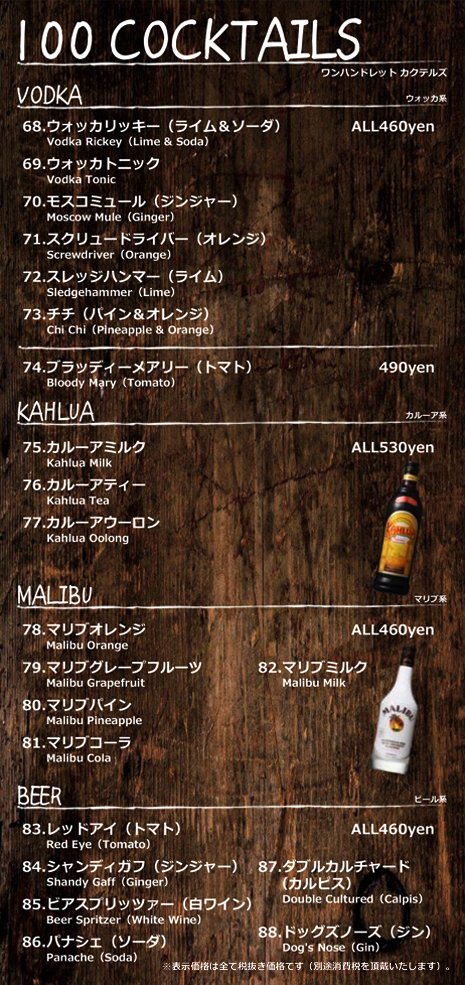 100 COCKTAILS
ワンハンドレット カクテルズ
VODKA
ウォッカ系
68.ウォッカリッキー（ライム＆ソーダ） ALL460yen
Vodka Rickey（Lime & Soda）
69.ウォッカトニック
Vodka Tonic
70.モスコミュール（ジンジャー）
Moscow Mule（Ginger）
71.スクリュードライバー（オレンジ）
Screwdriver（Orange）
72.スレッジハンマー（ライム）
Sledgehammer（Lime）
73.チチ（パイン＆オレンジ）
Chi Chi（Pineapple & Orange）
74.ブラッディーメアリー（トマト） 490yen
Bloody Mary（Tomato）
KAHLUA
カルーア系
75.カルーアミルク ALL530yen
Kahlua Milk
76.カルーアティー
Kahlua Tea
77.カルーアウーロン
Kahlua Oolong
KAHLUA
MALIBU
マリブ系
78.マリブオレンジ ALL460yen
Malibu Orange
79.マリブグレープフルーツ
Malibu Grapefruit
80.マリブパイン
Malibu Pineapple
81.マリブコーラ
Malibu Cola
82.マリブミルク
Malibu Milk
MALIBU
BEER
ビール系
83.レッドアイ（トマト） ALL460yen
Red Eye（Tomato）
84.シャンディガフ（ジンジャー）
Shandy Gaff（Ginger）
85.ビアスプリッツァー（白ワイン）
Beer Spritzer（White Wine）
86.パナシェ（ソーダ）
Panache（Soda）
87.ダブルカルチャード
（カルピス）
Double Cultured（Calpis）
88.ドッグズノーズ（ジン）
Dog's Nose（Gin）
※表示価格は全て税抜き価格です（別途消費税を頂戴いたします）。